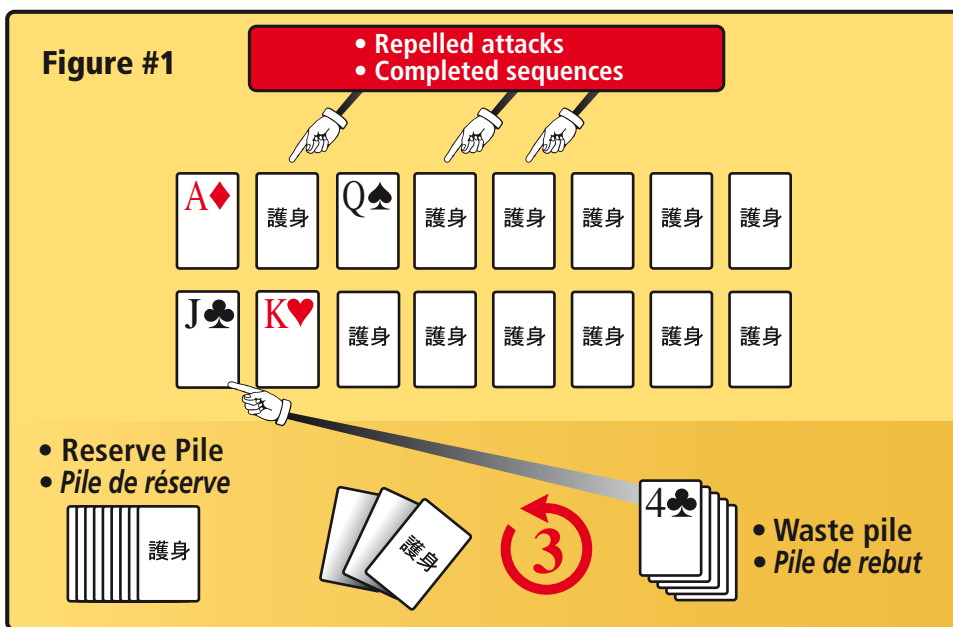 Figure #1
• Repelled attacks
• Completed sequences
A♦ 護身 Q♠ 護身 護身 護身 護身 護身
J♣ K♥ 護身 護身 護身 護身 護身 護身
• Reserve Pile
• Pile de réserve
護身
護身
3
4♣
• Waste pile
• Pile de rebut